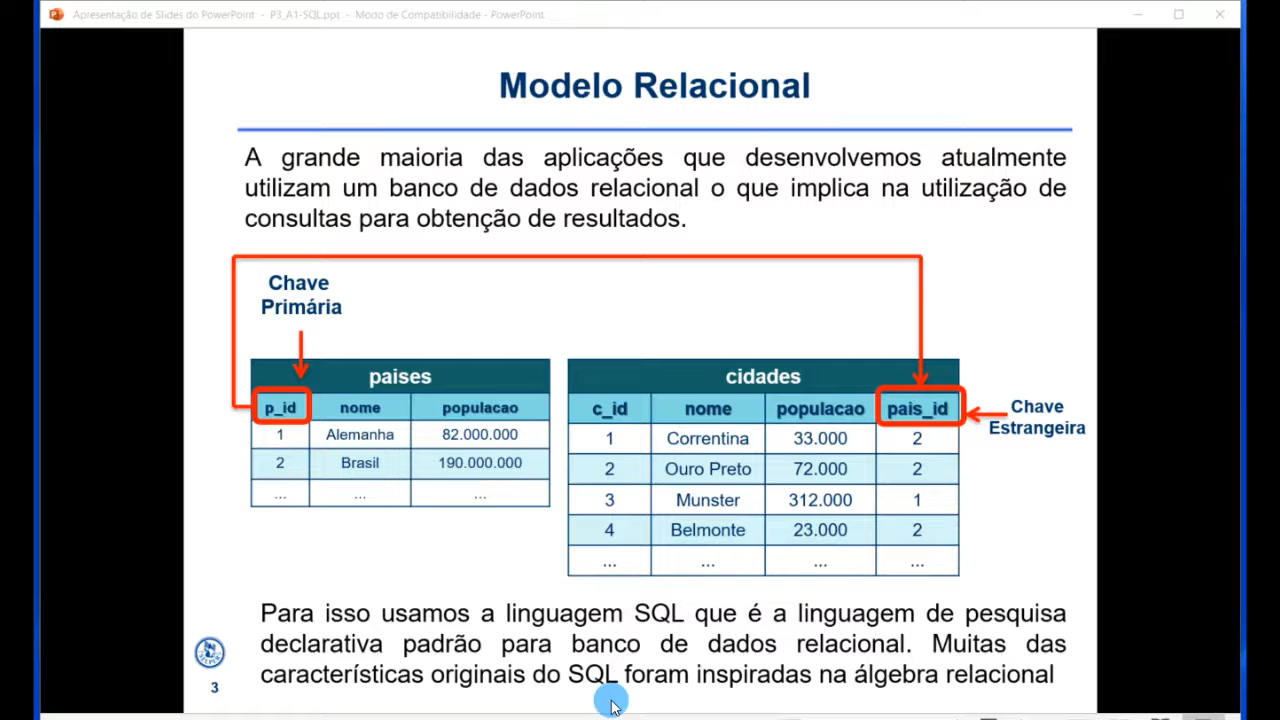 Apresentação de Slides do PowerPoint - P3_A1-SQL.ppt - Modo de Compatibilidade - PowerPoint
Modelo Relacional
A grande maioria das aplicações que desenvolvemos atualmente
utilizam um banco de dados relacional o que implica na utilização de
consultas para obtenção de resultados.
Chave
Primária
paises
p_id nome populacao
1 Alemanha 82.000.000
2 Brasil 190.000.000
... ... ...
cidades
c_id nome populacao pais_id
1 Correntina 33.000 2
2 Ouro Preto 72.000 2
3 Munster 312.000 1
4 Belmonte 23.000 2
... ... ... ...
Chave
Estrangeira
Para isso usamos a linguagem SQL que é a linguagem de pesquisa
declarativa padrão para banco de dados relacional. Muitas das
características originais do SQL foram inspiradas na álgebra relacional
3